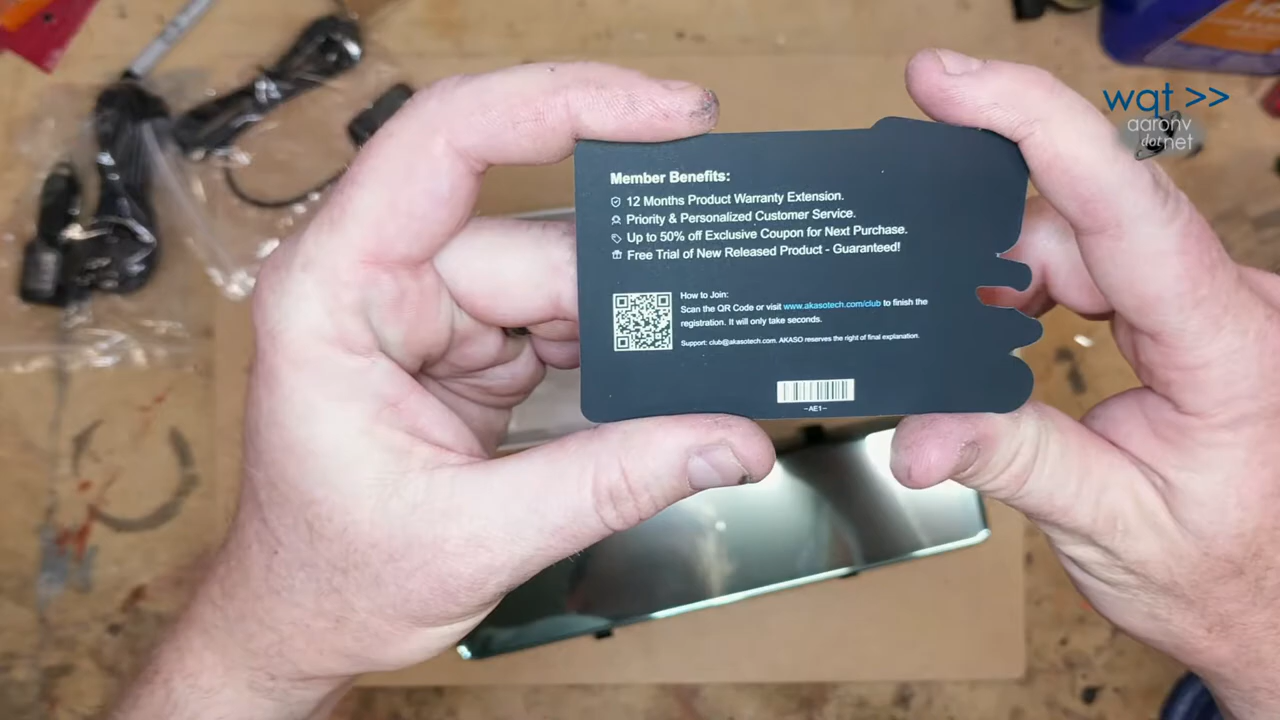 wqt >>
aaronv
dotnet
Member Benefits:
12 Months Product Warranty Extension.
Priority & Personalized Customer Service.
Up to 50% off Exclusive Coupon for Next Purchase.
Free Trial of New Released Product - Guaranteed!
How to Join:
Scan the QR Code or visit www.akasotech.com/club to finish the
registration. It will only take seconds.
Support: club@akasotech.com. AKASO reserves the right of final explanation.
–AE1–